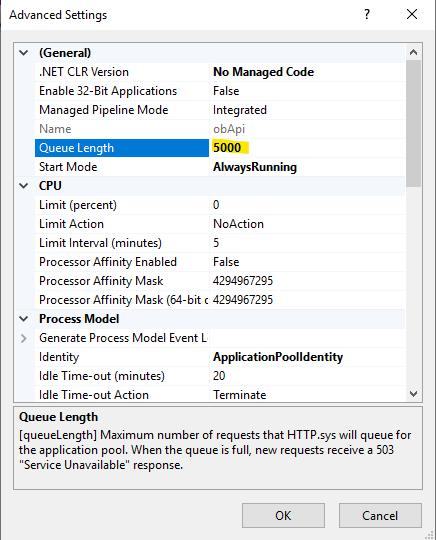 Advanced Settings ? ×
(General)
.NET CLR Version No Managed Code
Enable 32-Bit Applications False
Managed Pipeline Mode Integrated
Name obApi
Queue Length 5000
Start Mode AlwaysRunning
CPU
Limit (percent) 0
Limit Action NoAction
Limit Interval (minutes) 5
Processor Affinity Enabled False
Processor Affinity Mask 4294967295
Processor Affinity Mask (64-bit c 4294967295
Process Model
Generate Process Model Event L
Identity ApplicationPoolIdentity
Idle Time-out (minutes) 20
Idle Time-out Action Terminate
Queue Length
[queueLength] Maximum number of requests that HTTP.sys will queue for
the application pool. When the queue is full, new requests receive a 503
"Service Unavailable" response.
OK Cancel